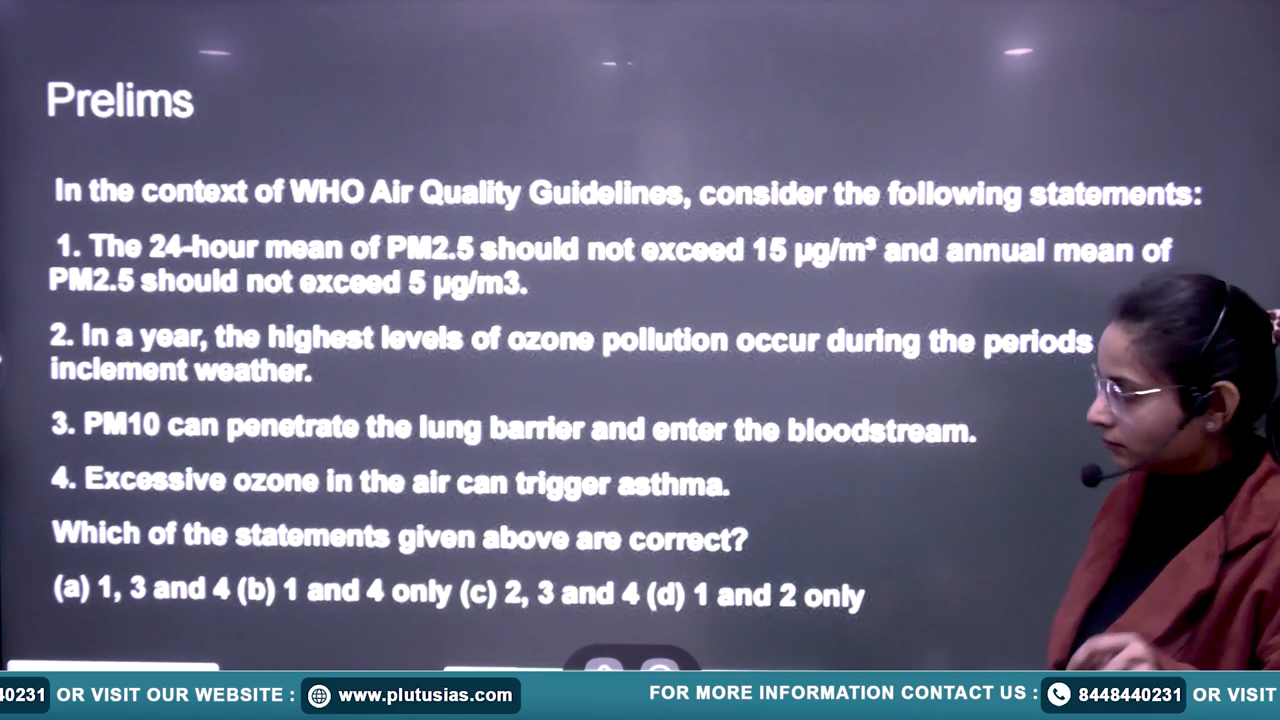 Prelims
In the context of WHO Air Quality Guidelines, consider the following statements:
1. The 24-hour mean of PM2.5 should not exceed 15 µg/m³ and annual mean of
PM2.5 should not exceed 5 µg/m3.
2. In a year, the highest levels of ozone pollution occur during the periods
inclement weather.
3. PM10 can penetrate the lung barrier and enter the bloodstream.
4. Excessive ozone in the air can trigger asthma.
Which of the statements given above are correct?
(a) 1, 3 and 4 (b) 1 and 4 only (c) 2, 3 and 4 (d) 1 and 2 only
40231 OR VISIT OUR WEBSITE : www.plutusias.com FOR MORE INFORMATION CONTACT US : 8448440231 OR VISIT